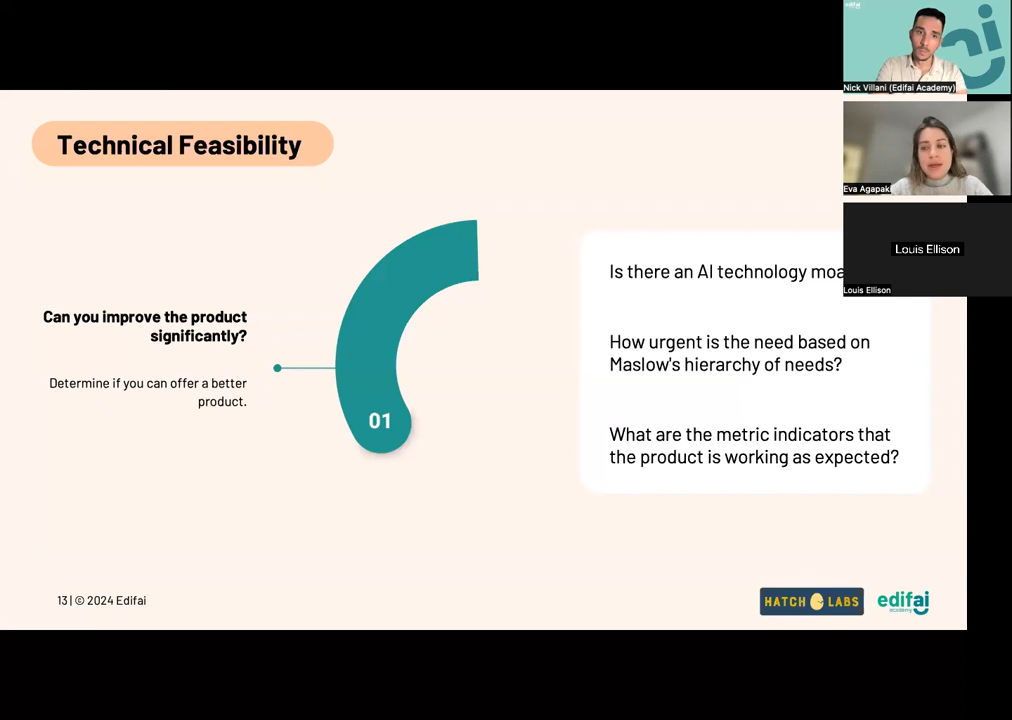 edifai
Nick Villani (Edifai Academy)
Technical Feasibility
Eva Agapaki
Louis Ellison
Louis Ellison
Is there an AI technology moa
Can you improve the product
significantly?
How urgent is the need based on
Maslow's hierarchy of needs?
Determine if you can offer a better
product.
01
What are the metric indicators that
the product is working as expected?
13 | © 2024 Edifai
HATCH LABS
edifai
academy